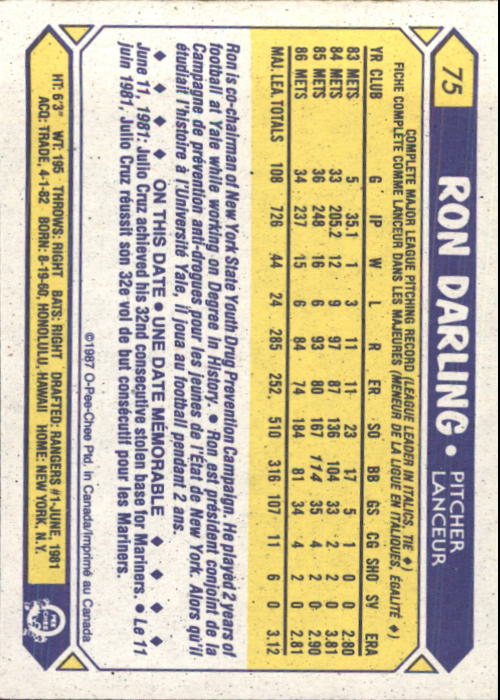 75 RON DARLING • PITCHER
LANCEUR
COMPLETE MAJOR LEAGUE PITCHING RECORD (LEAGUE LEADER IN ITALICS, TIE ♦)
FICHE COMPLÈTE COMME LANCEUR DANS LES MAJEURES (MENEUR DE LA LIGUE EN ITALIQUES, ÉGALITÉ ♦)
YR CLUB G IP W L R ER SO BB GS CG SHO SV ERA
83 METS 5 35.1 1 3 11 11 23 17 5 1 0 0 2.80
84 METS 33 205.2 12 9 97 87 136 104 33 2 2 0 3.81
85 METS 36 248 16 6 93 80 167 114 35 4 2 0 2.90
86 METS 34 237 15 6 84 74 184 81 34 4 2 0 2.81
MAJ. LEA. TOTALS 108 726 44 24 285 252 510 316 107 11 6 0 3.12
Ron is co-chairman of New York State Youth Drug Prevention Campaign. He played 2 years of
football at Yale while working on Degree in History. • Ron est président conjoint de la
Campagne de prévention anti-drogues pour les jeunes de l'État de New York. Alors qu'il
étudiait l'histoire à l'Université Yale, il joua au football pendant 2 ans.
♦ ♦ ♦ ♦ ON THIS DATE • UNE DATE MÉMORABLE ♦ ♦ ♦ ♦
June 11, 1981: Julio Cruz achieved his 32nd consecutive stolen base for Mariners. • Le 11
juin 1981, Julio Cruz réussit son 32e vol de but consécutif pour les Mariners.
©1987 O-Pee-Chee Ptd. in Canada/Imprimé au Canada
HT: 6'3" WT: 195 THROWS: RIGHT BATS: RIGHT DRAFTED: RANGERS #1-JUNE, 1981
ACQ: TRADE, 4-1-82 BORN: 8-19-60, HONOLULU, HAWAII HOME: NEW YORK, N.Y.
O
PEE
CHEE